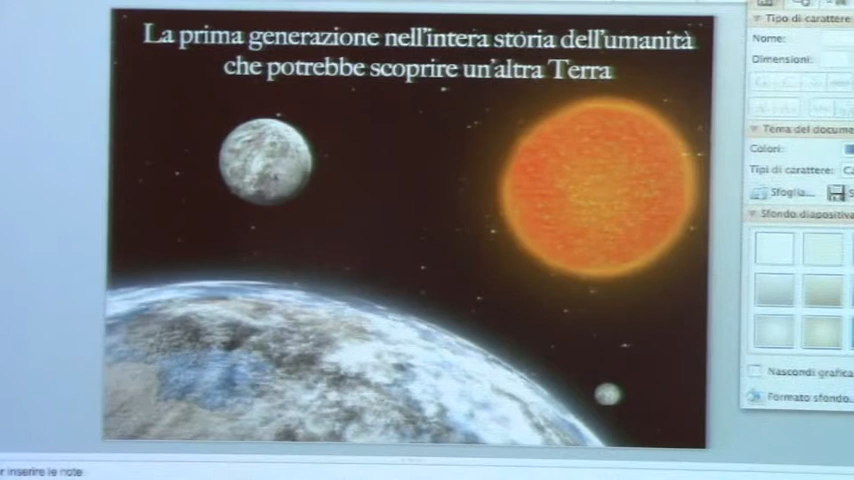 La prima generazione nell'intera storia dell'umanità
che potrebbe scoprire un'altra Terra
Tipo di carattere
Nome:
Dimensioni:
Tema del docume
Colori:
Tipi di carattere:
Sfoglia...
Sfondo diapositiva
Nascondi grafica
Formato sfondo...
r inserire le note